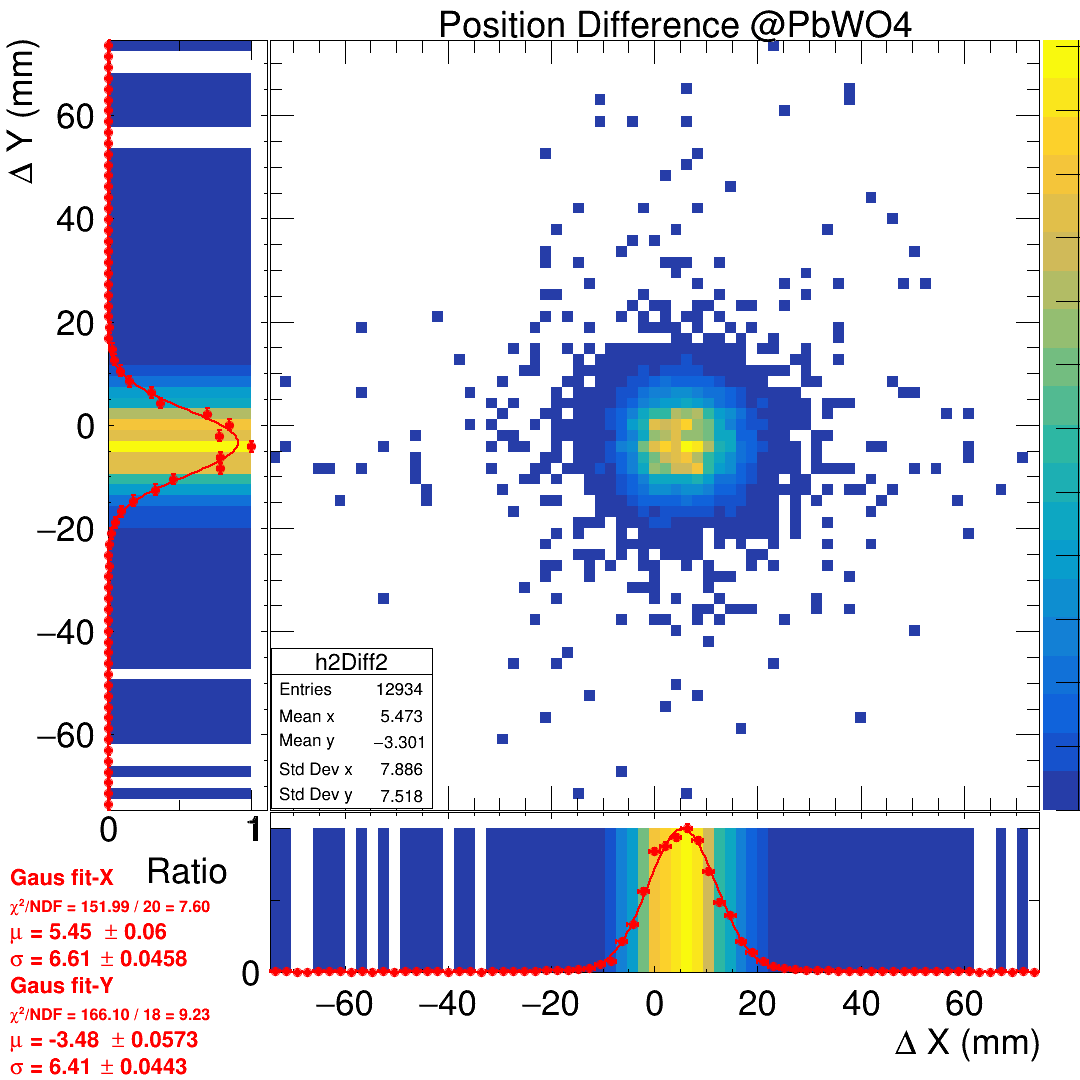 Position Difference @PbWO4
Δ Y (mm)
60
40
20
0
−20
−40
−60
h2Diff2
Entries 12934
Mean x 5.473
Mean y −3.301
Std Dev x 7.886
Std Dev y 7.518
0 1
Ratio
1
0
−60 −40 −20 0 20 40 60
Δ X (mm)
Gaus fit-X
χ²/NDF = 151.99 / 20 = 7.60
μ = 5.45 ± 0.06
σ = 6.61 ± 0.0458
Gaus fit-Y
χ²/NDF = 166.10 / 18 = 9.23
μ = -3.48 ± 0.0573
σ = 6.41 ± 0.0443